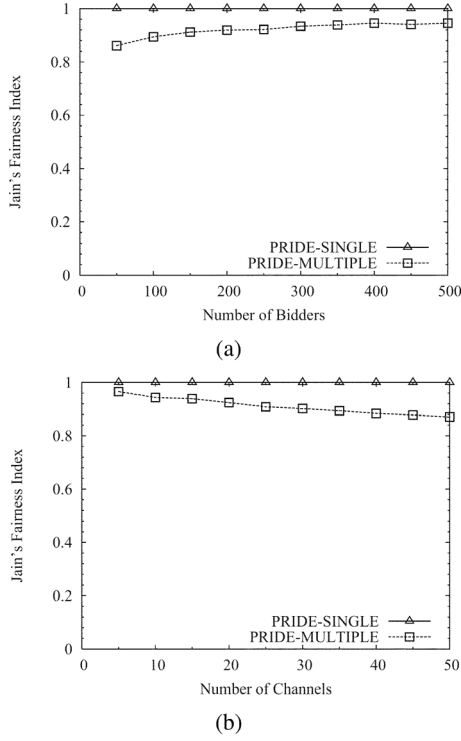 1
0.8
0.6
0.4
0.2
0
Jain's Fairness Index
PRIDE-SINGLE
PRIDE-MULTIPLE
0 100 200 300 400 500
Number of Bidders
(a)
1
0.8
0.6
0.4
0.2
0
Jain's Fairness Index
PRIDE-SINGLE
PRIDE-MULTIPLE
0 10 20 30 40 50
Number of Channels
(b)